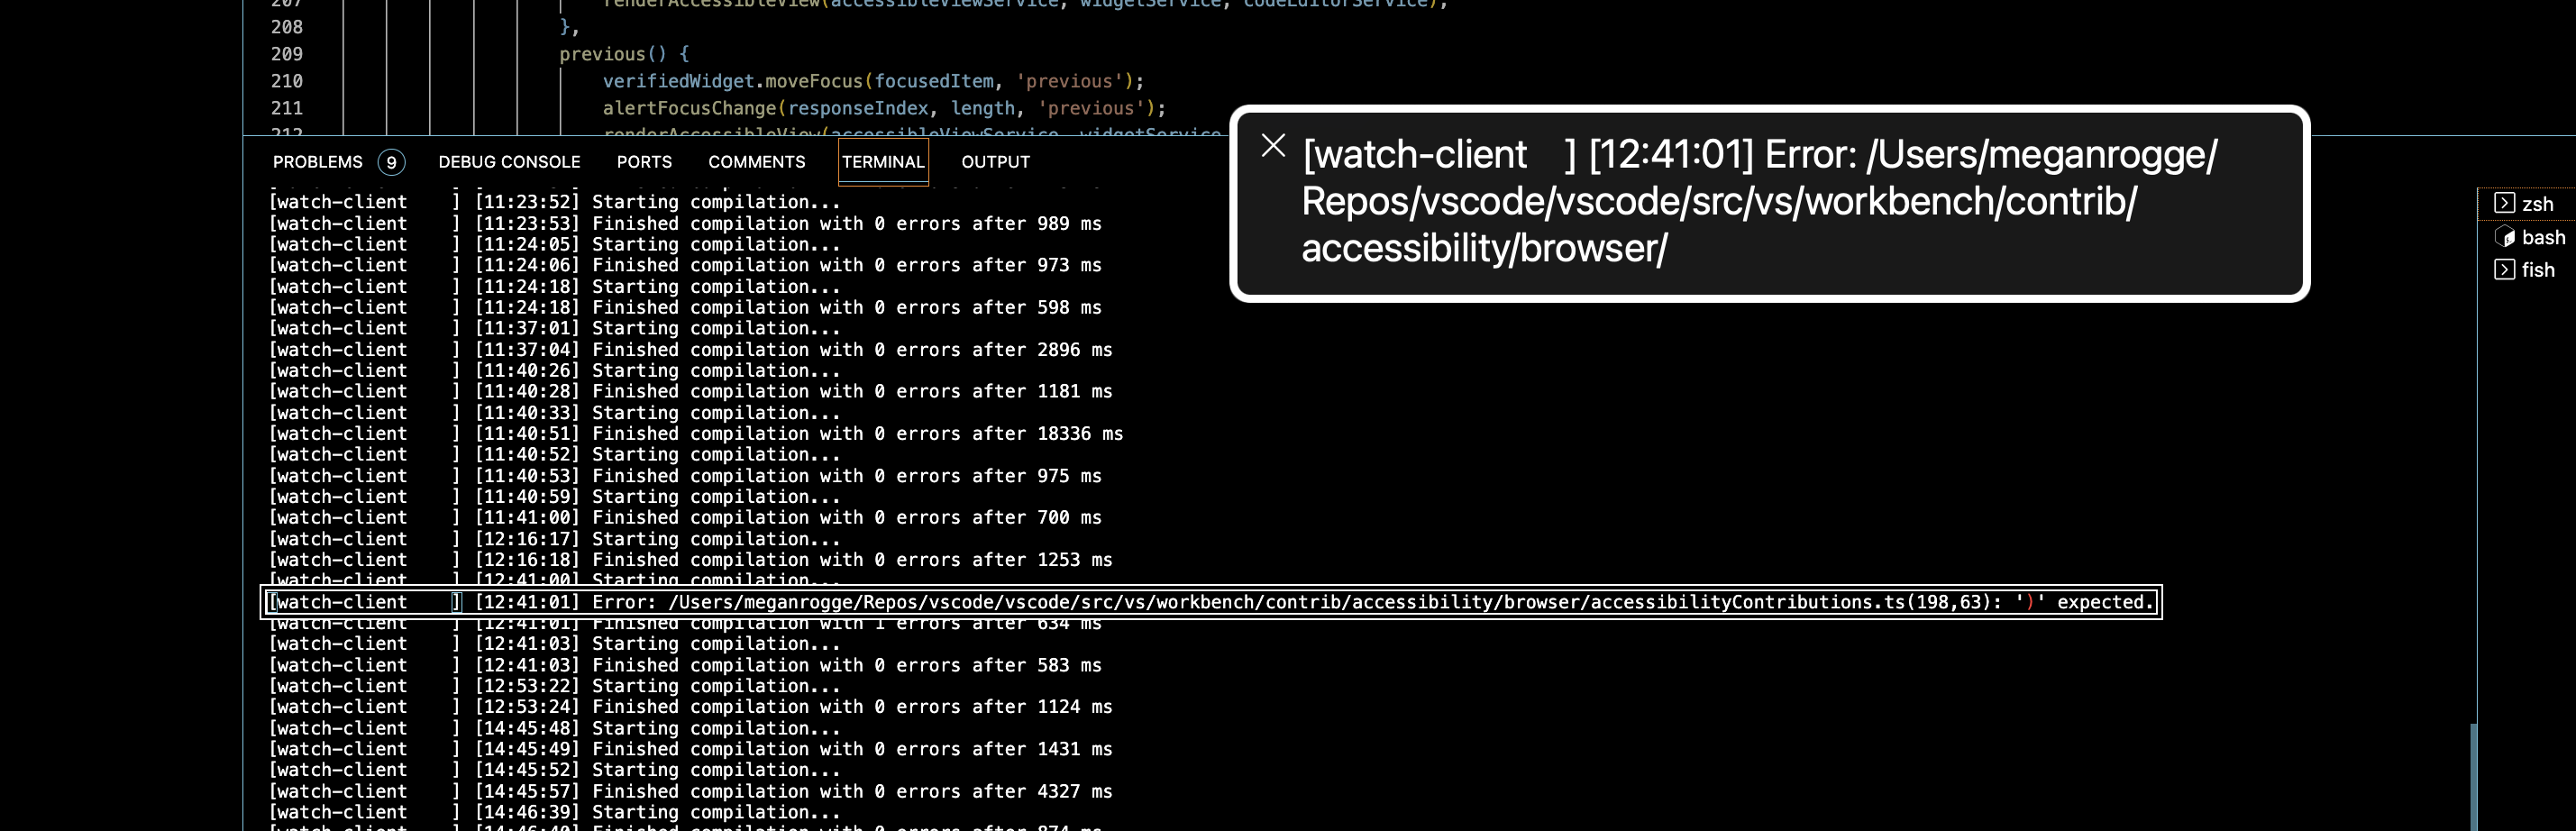 207 renderAccessibleView(accessibleViewService, widgetService, codeEditorService);
208 },
209 previous() {
210 verifiedWidget.moveFocus(focusedItem, 'previous');
211 alertFocusChange(responseIndex, length, 'previous');
212 renderAccessibleView(accessibleViewService, widgetService
PROBLEMS 9 DEBUG CONSOLE PORTS COMMENTS TERMINAL OUTPUT
[watch-client    ] [12:41:01] Error: /Users/meganrogge/
Repos/vscode/vscode/src/vs/workbench/contrib/
accessibility/browser/
[watch-client    ] [11:23:52] Starting compilation...
[watch-client    ] [11:23:53] Finished compilation with 0 errors after 989 ms
[watch-client    ] [11:24:05] Starting compilation...
[watch-client    ] [11:24:06] Finished compilation with 0 errors after 973 ms
[watch-client    ] [11:24:18] Starting compilation...
[watch-client    ] [11:24:18] Finished compilation with 0 errors after 598 ms
[watch-client    ] [11:37:01] Starting compilation...
[watch-client    ] [11:37:04] Finished compilation with 0 errors after 2896 ms
[watch-client    ] [11:40:26] Starting compilation...
[watch-client    ] [11:40:28] Finished compilation with 0 errors after 1181 ms
[watch-client    ] [11:40:33] Starting compilation...
[watch-client    ] [11:40:51] Finished compilation with 0 errors after 18336 ms
[watch-client    ] [11:40:52] Starting compilation...
[watch-client    ] [11:40:53] Finished compilation with 0 errors after 975 ms
[watch-client    ] [11:40:59] Starting compilation...
[watch-client    ] [11:41:00] Finished compilation with 0 errors after 700 ms
[watch-client    ] [12:16:17] Starting compilation...
[watch-client    ] [12:16:18] Finished compilation with 0 errors after 1253 ms
[watch-client    ] [12:41:00] Starting compilation...
[watch-client    ] [12:41:01] Error: /Users/meganrogge/Repos/vscode/vscode/src/vs/workbench/contrib/accessibility/browser/accessibilityContributions.ts(198,63): ')' expected.
[watch-client    ] [12:41:01] Finished compilation with 1 errors after 634 ms
[watch-client    ] [12:41:03] Starting compilation...
[watch-client    ] [12:41:03] Finished compilation with 0 errors after 583 ms
[watch-client    ] [12:53:22] Starting compilation...
[watch-client    ] [12:53:24] Finished compilation with 0 errors after 1124 ms
[watch-client    ] [14:45:48] Starting compilation...
[watch-client    ] [14:45:49] Finished compilation with 0 errors after 1431 ms
[watch-client    ] [14:45:52] Starting compilation...
[watch-client    ] [14:45:57] Finished compilation with 0 errors after 4327 ms
[watch-client    ] [14:46:39] Starting compilation...
[watch-client    ] [14:46:40] Finished compilation with 0 errors after 874 ms
zsh
bash
fish